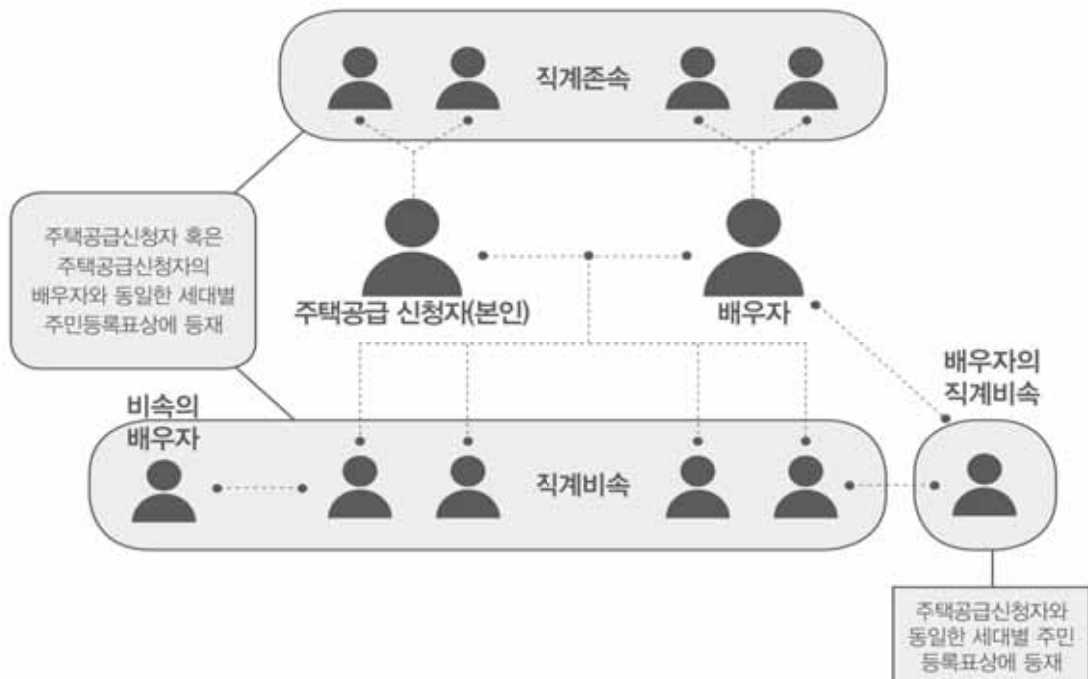 직계존속
주택공급신청자 혹은
주택공급신청자의
배우자와 동일한 세대별
주민등록표상에 등재
주택공급 신청자(본인)
배우자
배우자의
직계비속
비속의
배우자
직계비속
주택공급신청자와
동일한 세대별 주민
등록표상에 등재